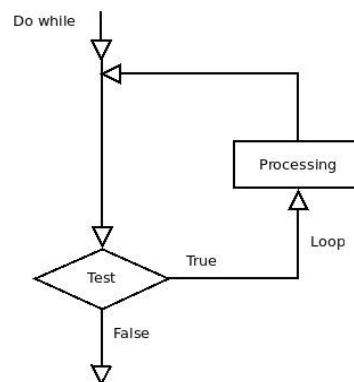 Do while
Processing
Loop
True
Test
False